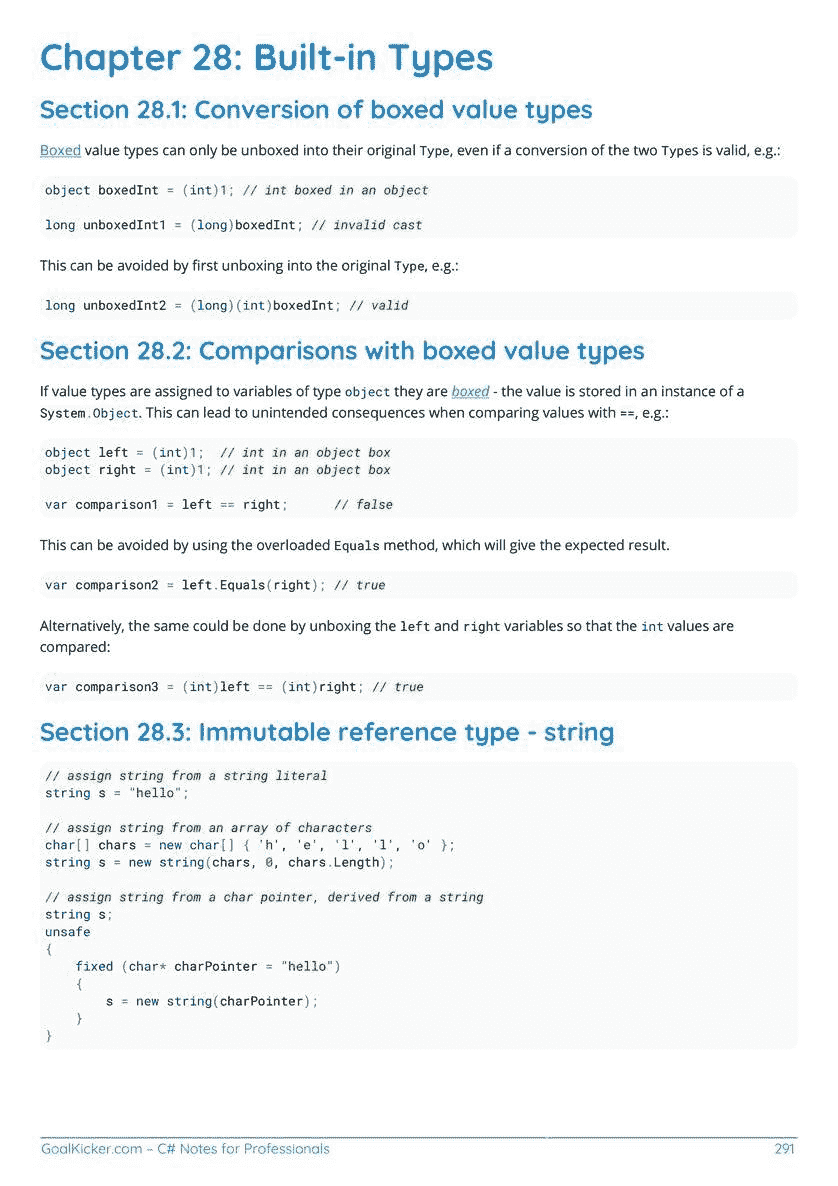 Chapter 28: Built-in Types
Section 28.1: Conversion of boxed value types
Boxed value types can only be unboxed into their original Type, even if a conversion of the two Types is valid, e.g.:
object boxedInt = (int)1; // int boxed in an object
long unboxedInt1 = (long)boxedInt; // invalid cast
This can be avoided by first unboxing into the original Type, e.g.:
long unboxedInt2 = (long)(int)boxedInt; // valid
Section 28.2: Comparisons with boxed value types
If value types are assigned to variables of type object they are boxed - the value is stored in an instance of a
System.Object. This can lead to unintended consequences when comparing values with ==, e.g.:
object left = (int)1;  // int in an object box
object right = (int)1; // int in an object box
var comparison1 = left == right;      // false
This can be avoided by using the overloaded Equals method, which will give the expected result.
var comparison2 = left.Equals(right); // true
Alternatively, the same could be done by unboxing the left and right variables so that the int values are
compared:
var comparison3 = (int)left == (int)right; // true
Section 28.3: Immutable reference type - string
// assign string from a string literal
string s = "hello";
// assign string from an array of characters
char[] chars = new char[] { 'h', 'e', 'l', 'l', 'o' };
string s = new string(chars, 0, chars.Length);
// assign string from a char pointer, derived from a string
string s;
unsafe
{
    fixed (char* charPointer = "hello")
    {
        s = new string(charPointer);
    }
}
GoalKicker.com – C# Notes for Professionals
291